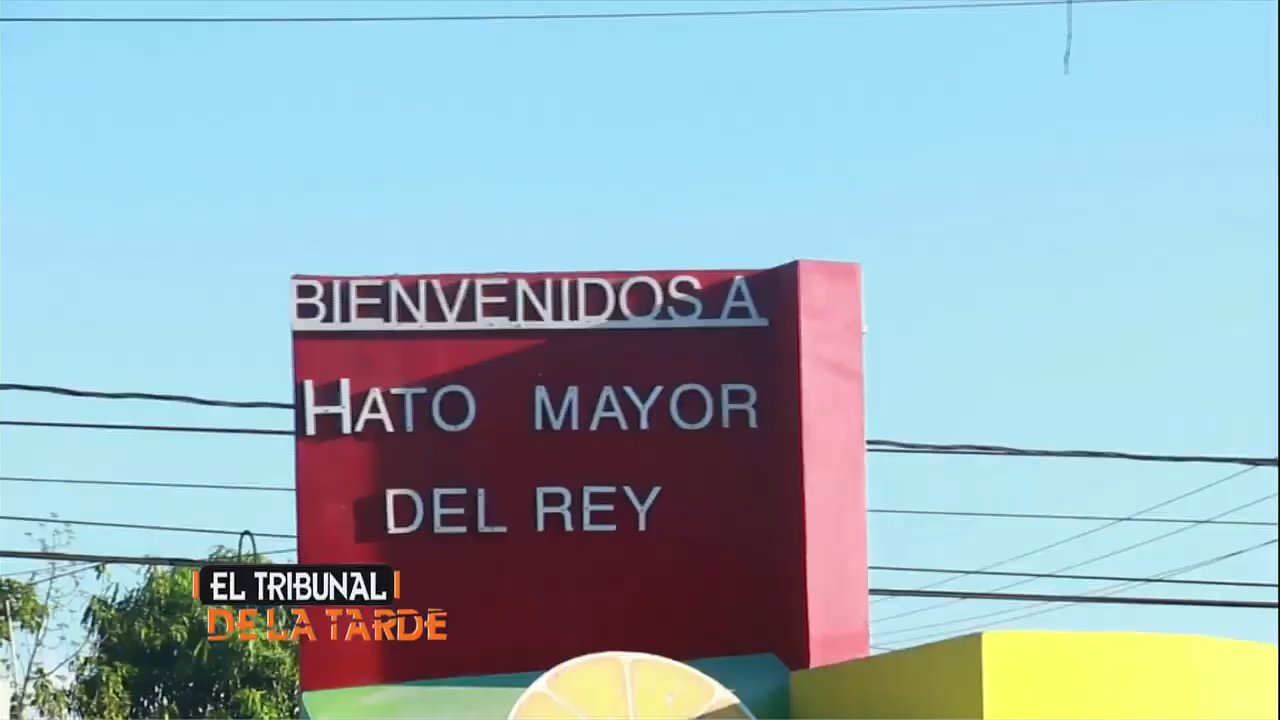 BIENVENIDOS A
HATO MAYOR
DEL REY
EL TRIBUNAL
DE LA TARDE